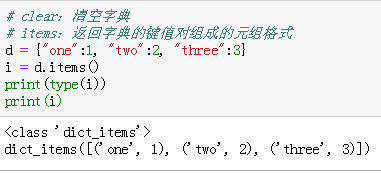 # clear：清空字典
# items：返回字典的键值对组成的元组格式
d = {"one":1, "two":2, "three":3}
i = d.items()
print(type(i))
print(i)
<class 'dict_items'>
dict_items([('one', 1), ('two', 2), ('three', 3)])